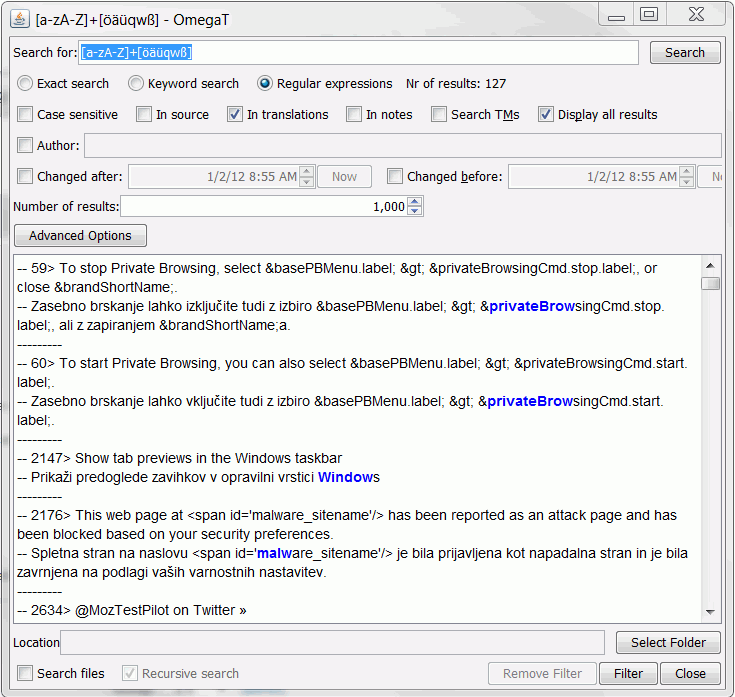 [a-zA-Z]+[öäüqwß] - OmegaT
Search for: [a-zA-Z]+[öäüqwß] Search
Exact search Keyword search Regular expressions Nr of results: 127
Case sensitive In source In translations In notes Search TMs Display all results
Author:
Changed after: 1/2/12 8:55 AM Now Changed before: 1/2/12 8:55 AM
Number of results: 1,000
Advanced Options
-- 59> To stop Private Browsing, select &basePBMenu.label; &gt; &privateBrowsingCmd.stop.label;, or
close &brandShortName;.
-- Zasebno brskanje lahko izključite tudi z izbiro &basePBMenu.label; &gt; &privateBrowsingCmd.stop.
label;, ali z zapiranjem &brandShortName;a.
---------
-- 60> To start Private Browsing, you can also select &basePBMenu.label; &gt; &privateBrowsingCmd.start.
label;.
-- Zasebno brskanje lahko vključite tudi z izbiro &basePBMenu.label; &gt; &privateBrowsingCmd.start.
label;.
---------
-- 2147> Show tab previews in the Windows taskbar
-- Prikaži predoglede zavihkov v opravilni vrstici Windows
---------
-- 2176> This web page at <span id='malware_sitename'/> has been reported as an attack page and has
been blocked based on your security preferences.
-- Spletna stran na naslovu <span id='malware_sitename'/> je bila prijavljena kot napadalna stran in je bila
zavrnjena na podlagi vaših varnostnih nastavitev.
---------
-- 2634> @MozTestPilot on Twitter »
Location Select Folder
Search files Recursive search Remove Filter Filter Close